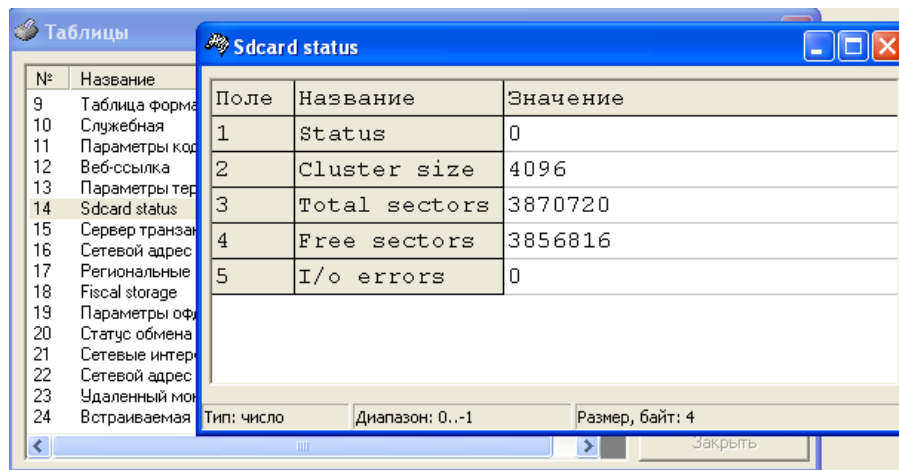 Таблицы
№ Название
9 Таблица форма
10 Служебная
11 Параметры код
12 Веб-ссылка
13 Параметры тер
14 Sdcard status
15 Сервер транзак
16 Сетевой адрес
17 Региональные
18 Fiscal storage
19 Параметры офд
20 Статус обмена
21 Сетевые интер
22 Сетевой адрес
23 Удаленный мон
24 Встраиваемая
Sdcard status
Поле Название Значение
1 Status 0
2 Cluster size 4096
3 Total sectors 3870720
4 Free sectors 3856816
5 I/o errors 0
Тип: число Диапазон: 0..-1 Размер, байт: 4
Закрыть